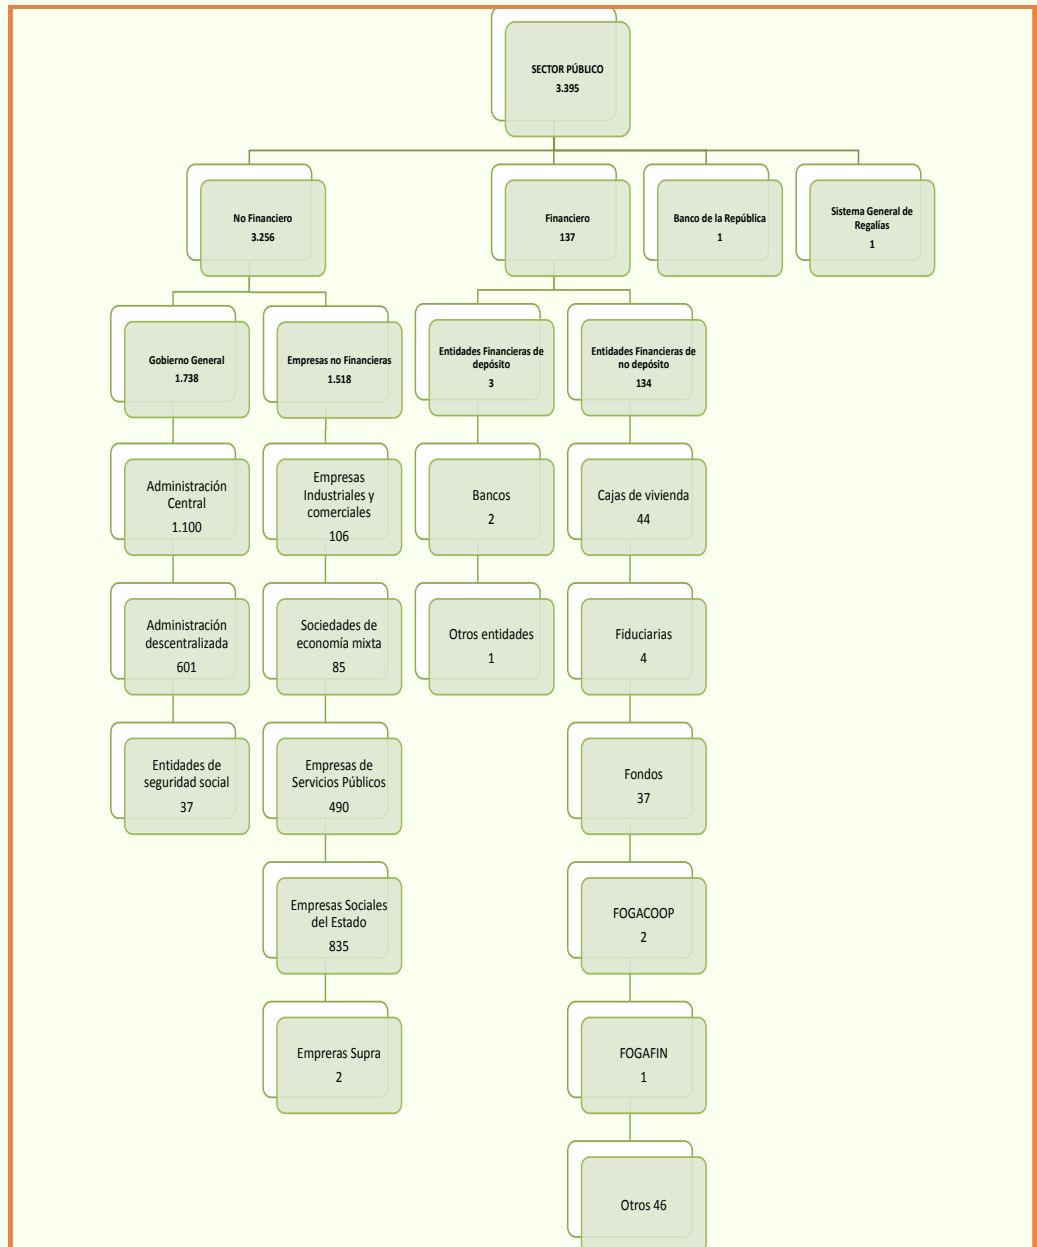 SECTOR PÚBLICO
3.395
No Financiero
3.256
Financiero
137
Banco de la República
1
Sistema General de
Regalías
1
Gobierno General
1.738
Empresas no Financieras
1.518
Entidades Financieras de
depósito
3
Entidades Financieras de
no depósito
134
Administración
Central
1.100
Empresas
Industriales y
comerciales
106
Bancos
2
Cajas de vivienda
44
Administración
descentralizada
601
Sociedades de
economía mixta
85
Otros entidades
1
Fiduciarias
4
Entidades de
seguridad social
37
Empresas de
Servicios Públicos
490
Fondos
37
Empresas Sociales
del Estado
835
FOGACOOP
2
Empreras Supra
2
FOGAFIN
1
Otros 46